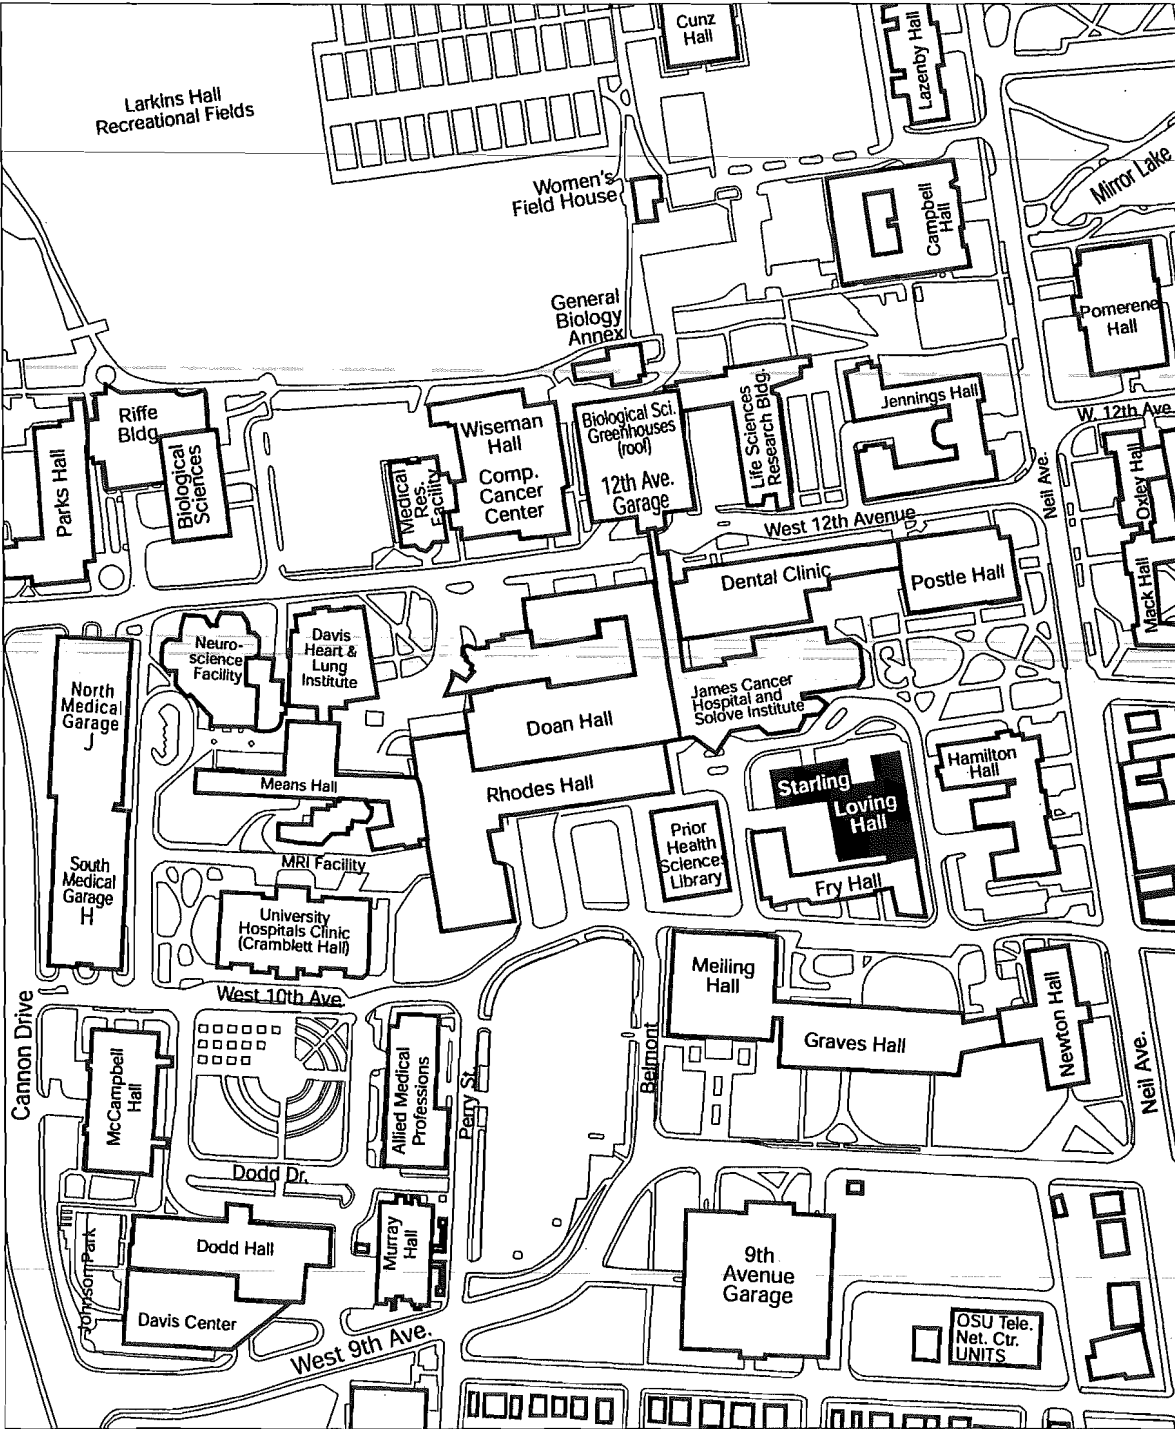 Cunz
Hall
Lazenby Hall
Larkins Hall
Recreational Fields
Mirror Lake
Women's
Field House
Campbell
Hall
General
Biology
Annex
Pomerene
Hall
Riffe
Bldg.
Parks Hall
Biological
Sciences
Wiseman
Hall
Comp.
Cancer
Center
Medical
Res.
Facility
Biological Sci.
Greenhouses
(roof)
12th Ave.
Garage
Life Sciences
Research Bldg.
Jennings Hall
W. 12th Ave.
Oxley Hall
Neil Ave.
West 12th Avenue
Mack Hall
Dental Clinic
Postle Hall
Neuro-
science
Facility
Davis
Heart &
Lung
Institute
North
Medical
Garage
J
James Cancer
Hospital and
Solove Institute
Doan Hall
Means Hall
Rhodes Hall
Starling
Loving
Hall
Hamilton
Hall
Prior
Health
Sciences
Library
MRI Facility
South
Medical
Garage
H
Fry Hall
University
Hospitals Clinic
(Cramblett Hall)
Meiling
Hall
West 10th Ave.
Cannon Drive
Newton Hall
Graves Hall
McCampbell
Hall
Allied Medical
Professions
Perry St.
Belmont
Neil Ave.
Dodd Dr.
Murray
Hall
Dodd Hall
Johnson Park
Davis Center
9th
Avenue
Garage
OSU Tele.
Net. Ctr.
UNITS
West 9th Ave.